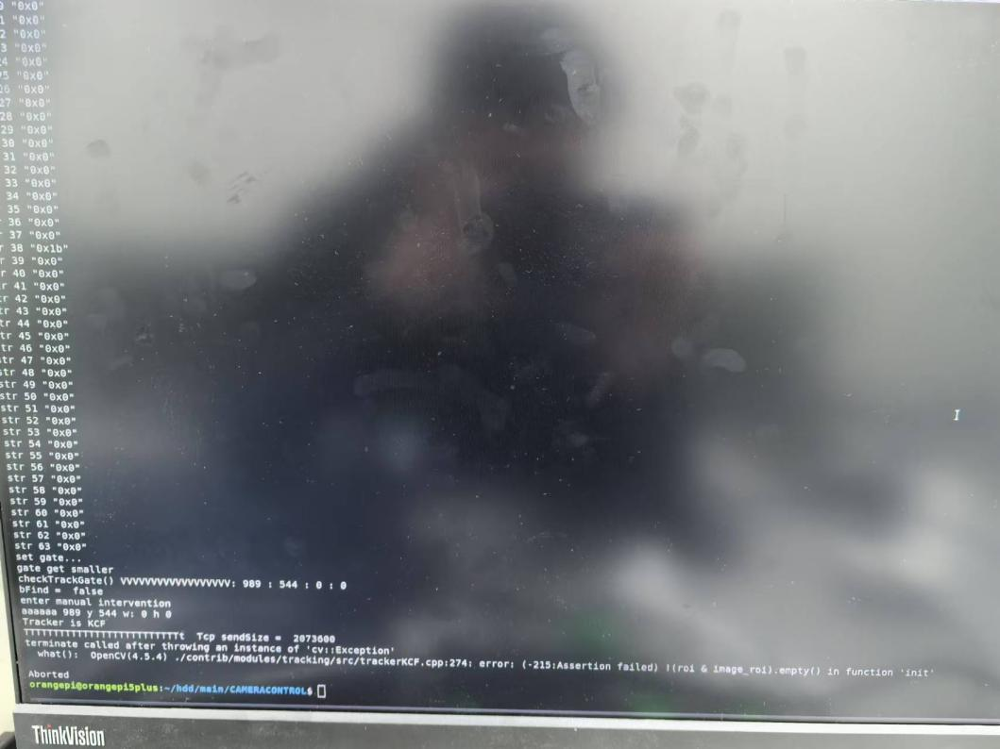 "0x0"
1 "0x0"
2 "0x0"
3 "0x0"
24 "0x0"
25 "0x0"
26 "0x0"
27 "0x0"
28 "0x0"
29 "0x0"
30 "0x0"
31 "0x0"
32 "0x0"
33 "0x0"
34 "0x0"
35 "0x0"
r 36 "0x0"
r 37 "0x0"
r 38 "0x1b"
r 39 "0x0"
r 40 "0x0"
r 41 "0x0"
tr 42 "0x0"
tr 43 "0x0"
tr 44 "0x0"
tr 45 "0x0"
tr 46 "0x0"
tr 47 "0x0"
str 48 "0x0"
str 49 "0x0"
str 50 "0x0"
str 51 "0x0"
str 52 "0x0"
str 53 "0x0"
str 54 "0x0"
str 55 "0x0"
str 56 "0x0"
str 57 "0x0"
str 58 "0x0"
str 59 "0x0"
str 60 "0x0"
str 61 "0x0"
str 62 "0x0"
str 63 "0x0"
set gate...
gate get smaller
checkTrackGate() VVVVVVVVVVVVVVVVVV: 989 : 544 : 0 : 0
bFind = false
enter manual intervention
aaaaaa 989 y 544 w: 0 h 0
Tracker is KCF
TTTTTTTTTTTTTTTTTTTTTTTTTt Tcp sendSize = 2073600
terminate called after throwing an instance of 'cv::Exception'
what(): OpenCV(4.5.4) ./contrib/modules/tracking/src/trackerKCF.cpp:274: error: (-215:Assertion failed) !(roi & image_roi).empty() in function 'init'
Aborted
orangepi@orangepi5plus:~/hdd/main/CAMERACONTROL$
ThinkVision